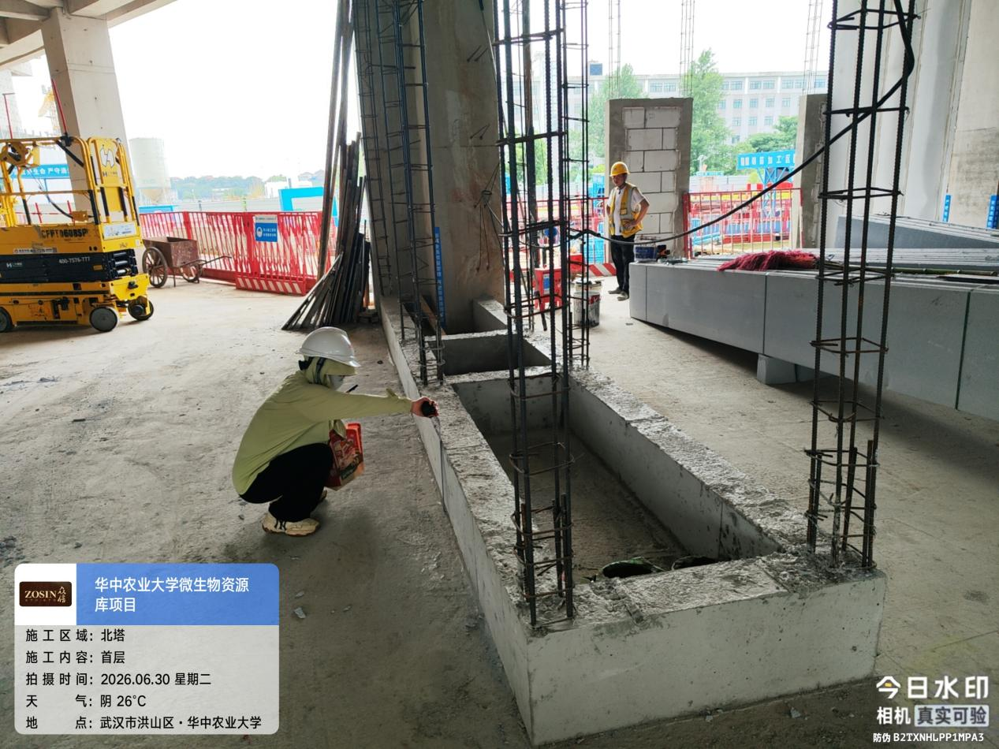 CFPT0608SP
400-7576-777
ZOSIN
众信
华中农业大学微生物资源
库项目
施工区域：北塔
施工内容：首层
拍摄时间：2026.06.30 星期二
天气：阴 26℃
地点：武汉市洪山区·华中农业大学
今日水印
相机 真实可验
防伪 B2TXNHLPP1MPA3